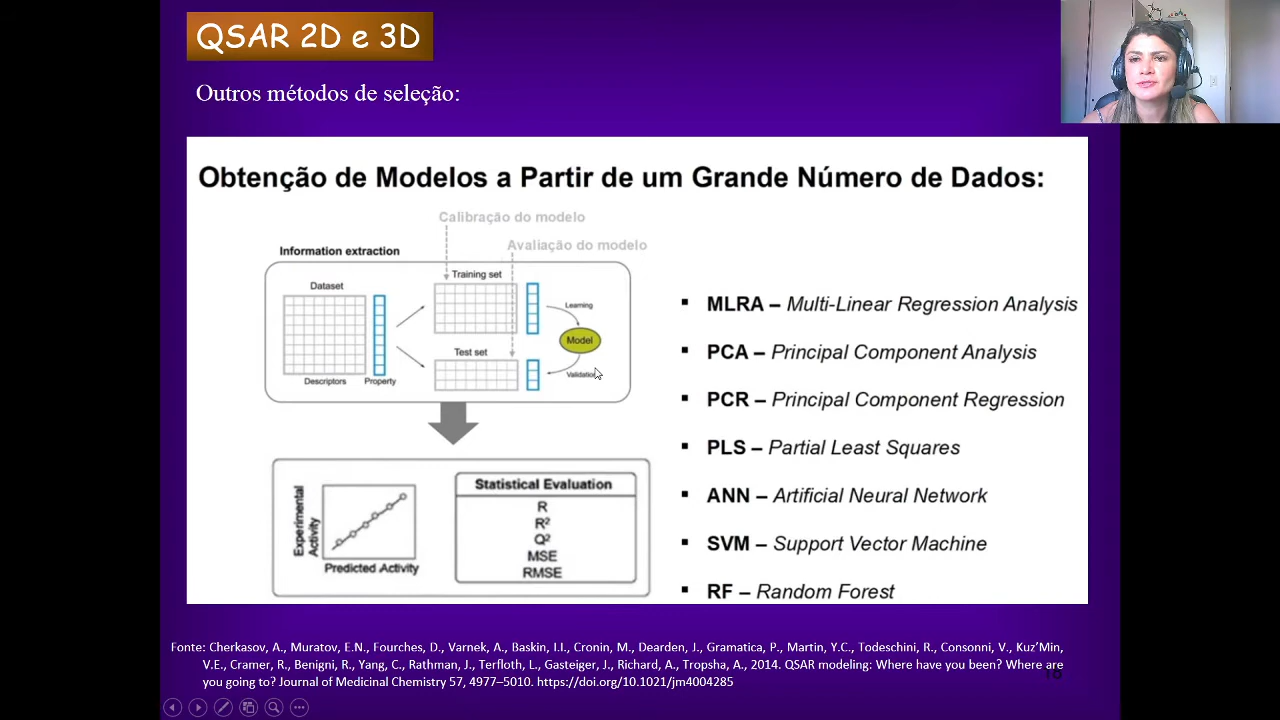 QSAR 2D e 3D
Outros métodos de seleção:
Obtenção de Modelos a Partir de um Grande Número de Dados:
Calibração do modelo
Avaliação do modelo
Information extraction
Dataset
Training set
Learning
Model
Test set
Validation
Descriptors
Property
Experimental
Activity
Predicted Activity
Statistical Evaluation
R
R²
Q²
MSE
RMSE
▪ MLRA – Multi-Linear Regression Analysis
▪ PCA – Principal Component Analysis
▪ PCR – Principal Component Regression
▪ PLS – Partial Least Squares
▪ ANN – Artificial Neural Network
▪ SVM – Support Vector Machine
▪ RF – Random Forest
Fonte: Cherkasov, A., Muratov, E.N., Fourches, D., Varnek, A., Baskin, I.I., Cronin, M., Dearden, J., Gramatica, P., Martin, Y.C., Todeschini, R., Consonni, V., Kuz’Min,
V.E., Cramer, R., Benigni, R., Yang, C., Rathman, J., Terfloth, L., Gasteiger, J., Richard, A., Tropsha, A., 2014. QSAR modeling: Where have you been? Where are
you going to? Journal of Medicinal Chemistry 57, 4977–5010. https://doi.org/10.1021/jm4004285